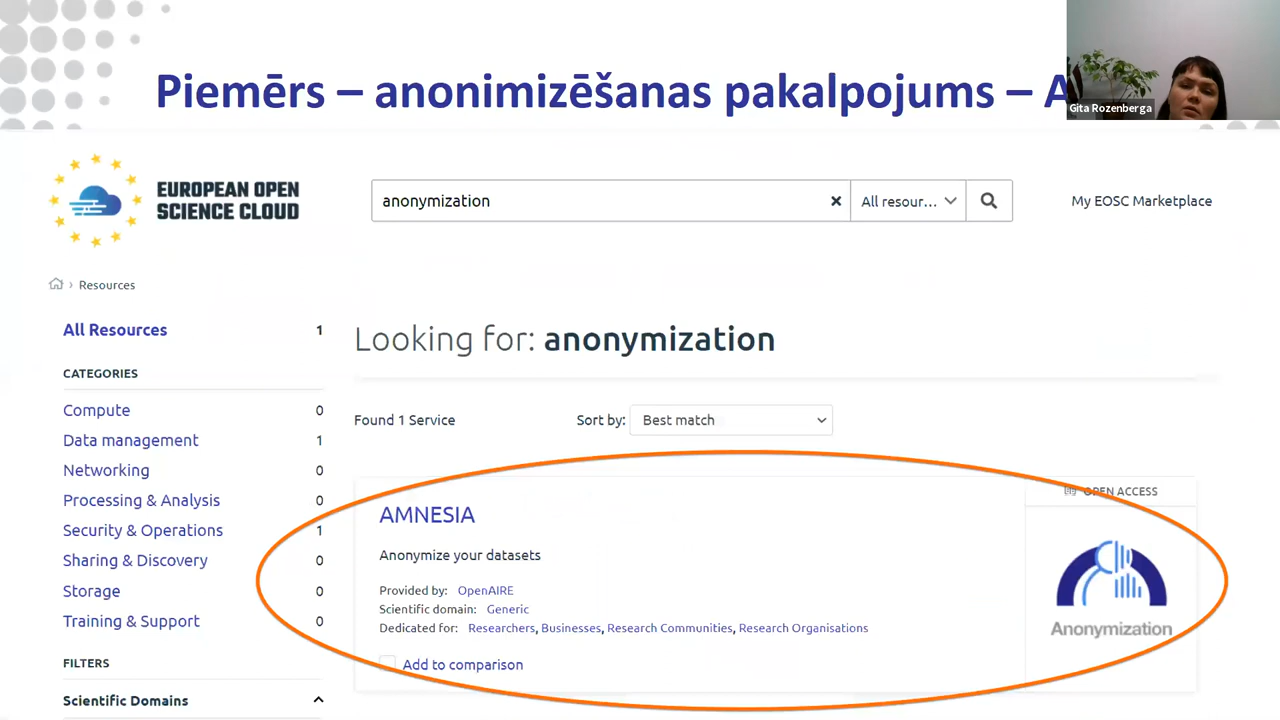 Piemērs – anonimizēšanas pakalpojums –
Gita Rozenberga
EUROPEAN OPEN
SCIENCE CLOUD
anonymization
All resour...
My EOSC Marketplace
Resources
All Resources 1
CATEGORIES
Compute 0
Data management 1
Networking 0
Processing & Analysis 0
Security & Operations 1
Sharing & Discovery 0
Storage 0
Training & Support 0
FILTERS
Scientific Domains
Looking for: anonymization
Found 1 Service
Sort by: Best match
OPEN ACCESS
AMNESIA
Anonymize your datasets
Provided by: OpenAIRE
Scientific domain: Generic
Dedicated for: Researchers, Businesses, Research Communities, Research Organisations
Add to comparison
Anonymization